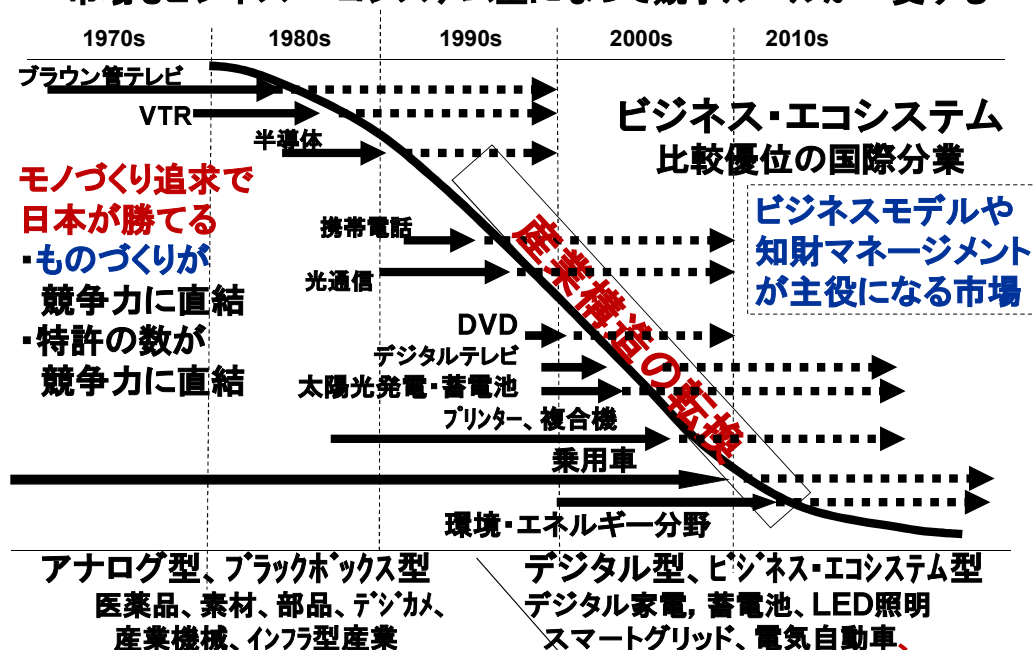 1970s 1980s 1990s 2000s 2010s
ブラウン管テレビ
VTR
半導体
ビジネス・エコシステム
比較優位の国際分業
モノづくり追求で
日本が勝てる
・ものづくりが
競争力に直結
・特許の数が
競争力に直結
ビジネスモデルや
知財マネージメント
が主役になる市場
産業構造の転換
携帯電話
光通信
DVD
デジタルテレビ
太陽光発電・蓄電池
プリンター、複合機
乗用車
環境・エネルギー分野
アナログ型、ブラックボックス型
医薬品、素材、部品、デジカメ、
産業機械、インフラ型産業
デジタル型、ビジネス・エコシステム型
デジタル家電, 蓄電池、LED照明
スマートグリッド、電気自動車、